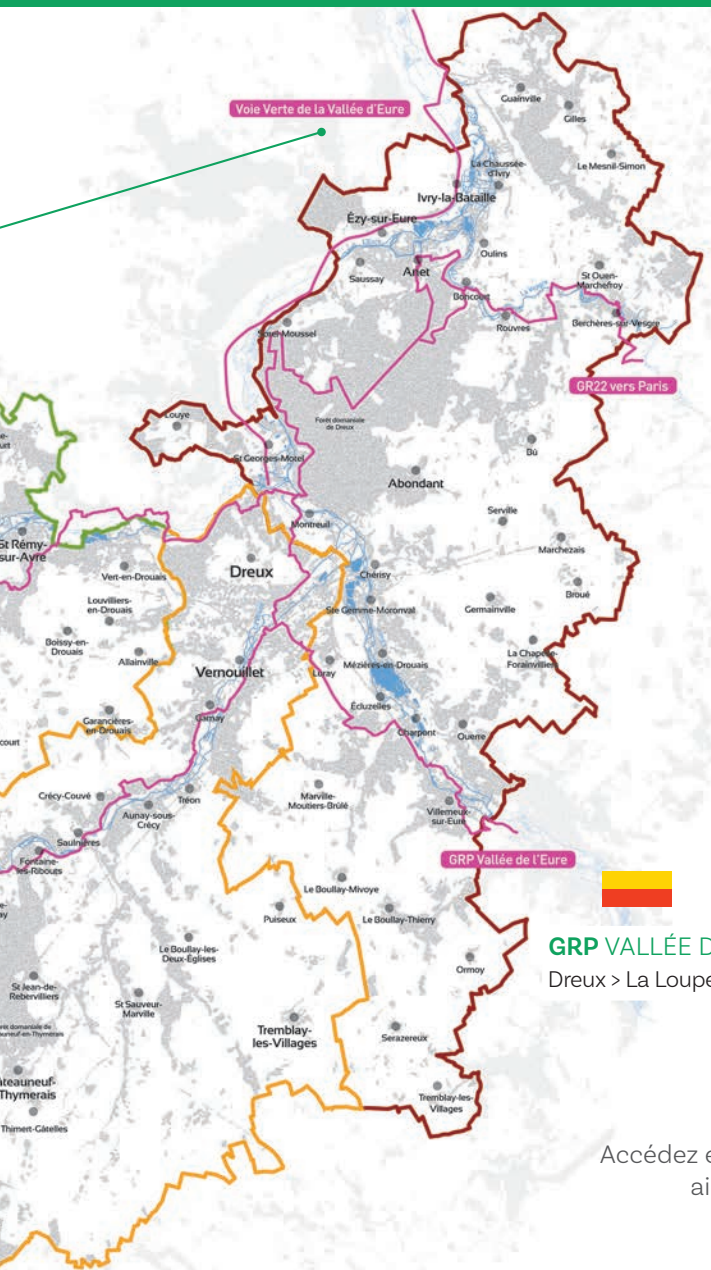 Guainville
Gilles
Voie Verte de la Vallée d'Eure
La Chaussée-
d'Ivry
Le Mesnil-Simon
Ivry-la-Bataille
Ézy-sur-Eure
Oulins
Saussay
Anet
St Ouen-
Marchefroy
Boncourt
Rouvres
Berchères-sur-Vesgre
Sorel-Moussel
GR22 vers Paris
Louye
Forêt domaniale
de Dreux
Bû
St Georges-Motel
Abondant
Serville
Montreuil
St Rémy-
sur-Avre
Marchezais
Dreux
Vert-en-Drouais
Chérisy
Broué
Louvilliers-
en-Drouais
Ste Gemme-Moronval
Germainville
Boissy-en-
Drouais
Allainville
La Chapelle-
Forainvilliers
Vernouillet
Luray
Mézières-en-Drouais
Écluzelles
Garnay
Garancières-
en-Drouais
Charpont
Ouerre
court
Crécy-Couvé
Tréon
Marville-
Moutiers-Brûlé
Aunay-sous-
Crécy
Villemeux-
sur-Eure
Saulnières
Fontaine-
les-Ribouts
GRP Vallée de l'Eure
Le Boullay-Mivoye
Puiseux
Le Boullay-Thierry
Le Boullay-les-
Deux-Églises
GRP VALLÉE D
Dreux > La Loupe
Ormoy
St Jean-de-
Rebervilliers
St Sauveur-
Marville
Tremblay-
les-Villages
Serazereux
Tremblay-les-
Villages
Thimert-Gâtelles
Accédez e
ai